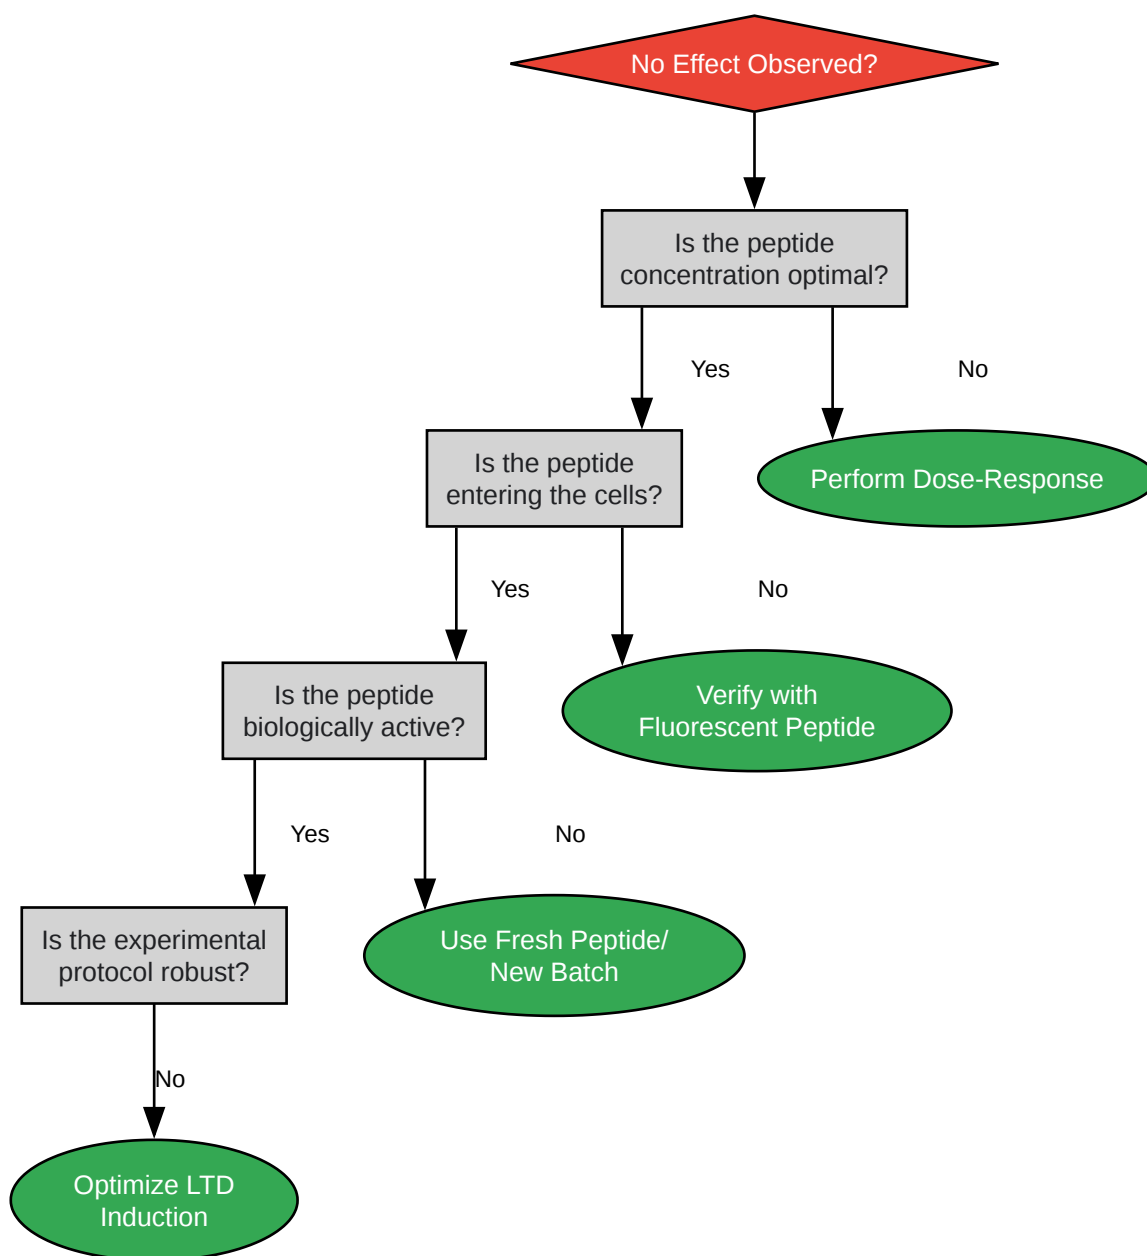 No Effect Observed?
Is the peptide
concentration optimal?
Yes
No
Is the peptide
entering the cells?
Perform Dose-Response
Yes
No
Is the peptide
biologically active?
Verify with
Fluorescent Peptide
Yes
No
Is the experimental
protocol robust?
Use Fresh Peptide/
New Batch
No
Optimize LTD
Induction